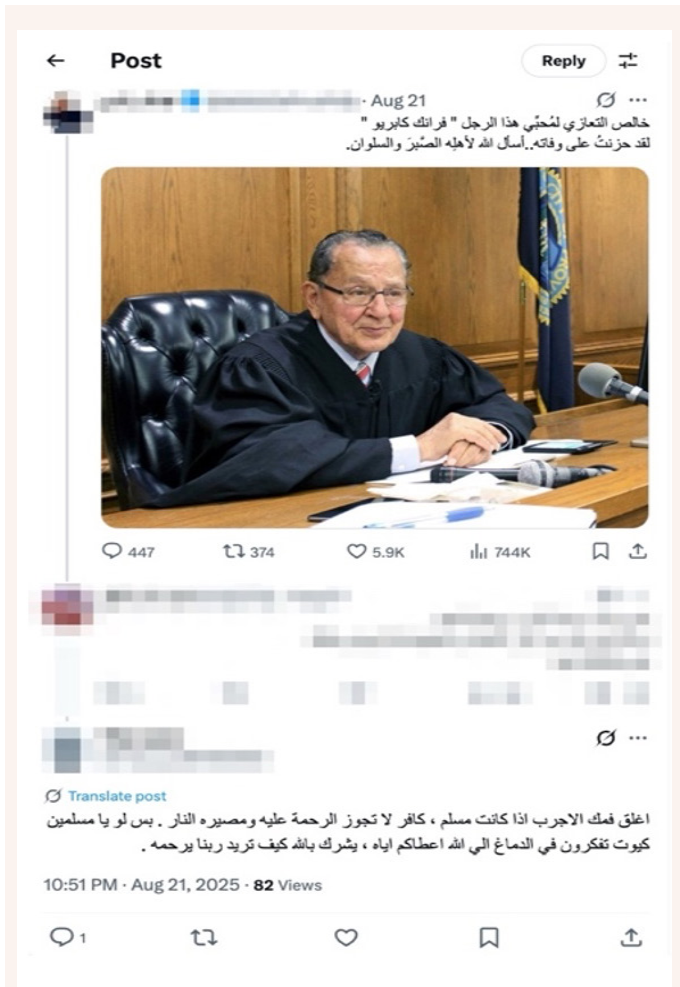 Post
Reply
· Aug 21
خالص التعازي لمُحبِّي هذا الرجل " فرانك كابريو "
لقد حزنتُ على وفاته..أسأل الله لأهلِه الصَّبرَ والسلوان.
447 374 5.9K 744K
Translate post
اغلق فمك الاجرب اذا كانت مسلم ، كافر لا تجوز الرحمة عليه ومصيره النار . بس لو يا مسلمين
كيوت تفكرون في الدماغ الي الله اعطاكم اياه ، يشرك بالله كيف تريد ربنا يرحمه .
10:51 PM · Aug 21, 2025 · 82 Views
1